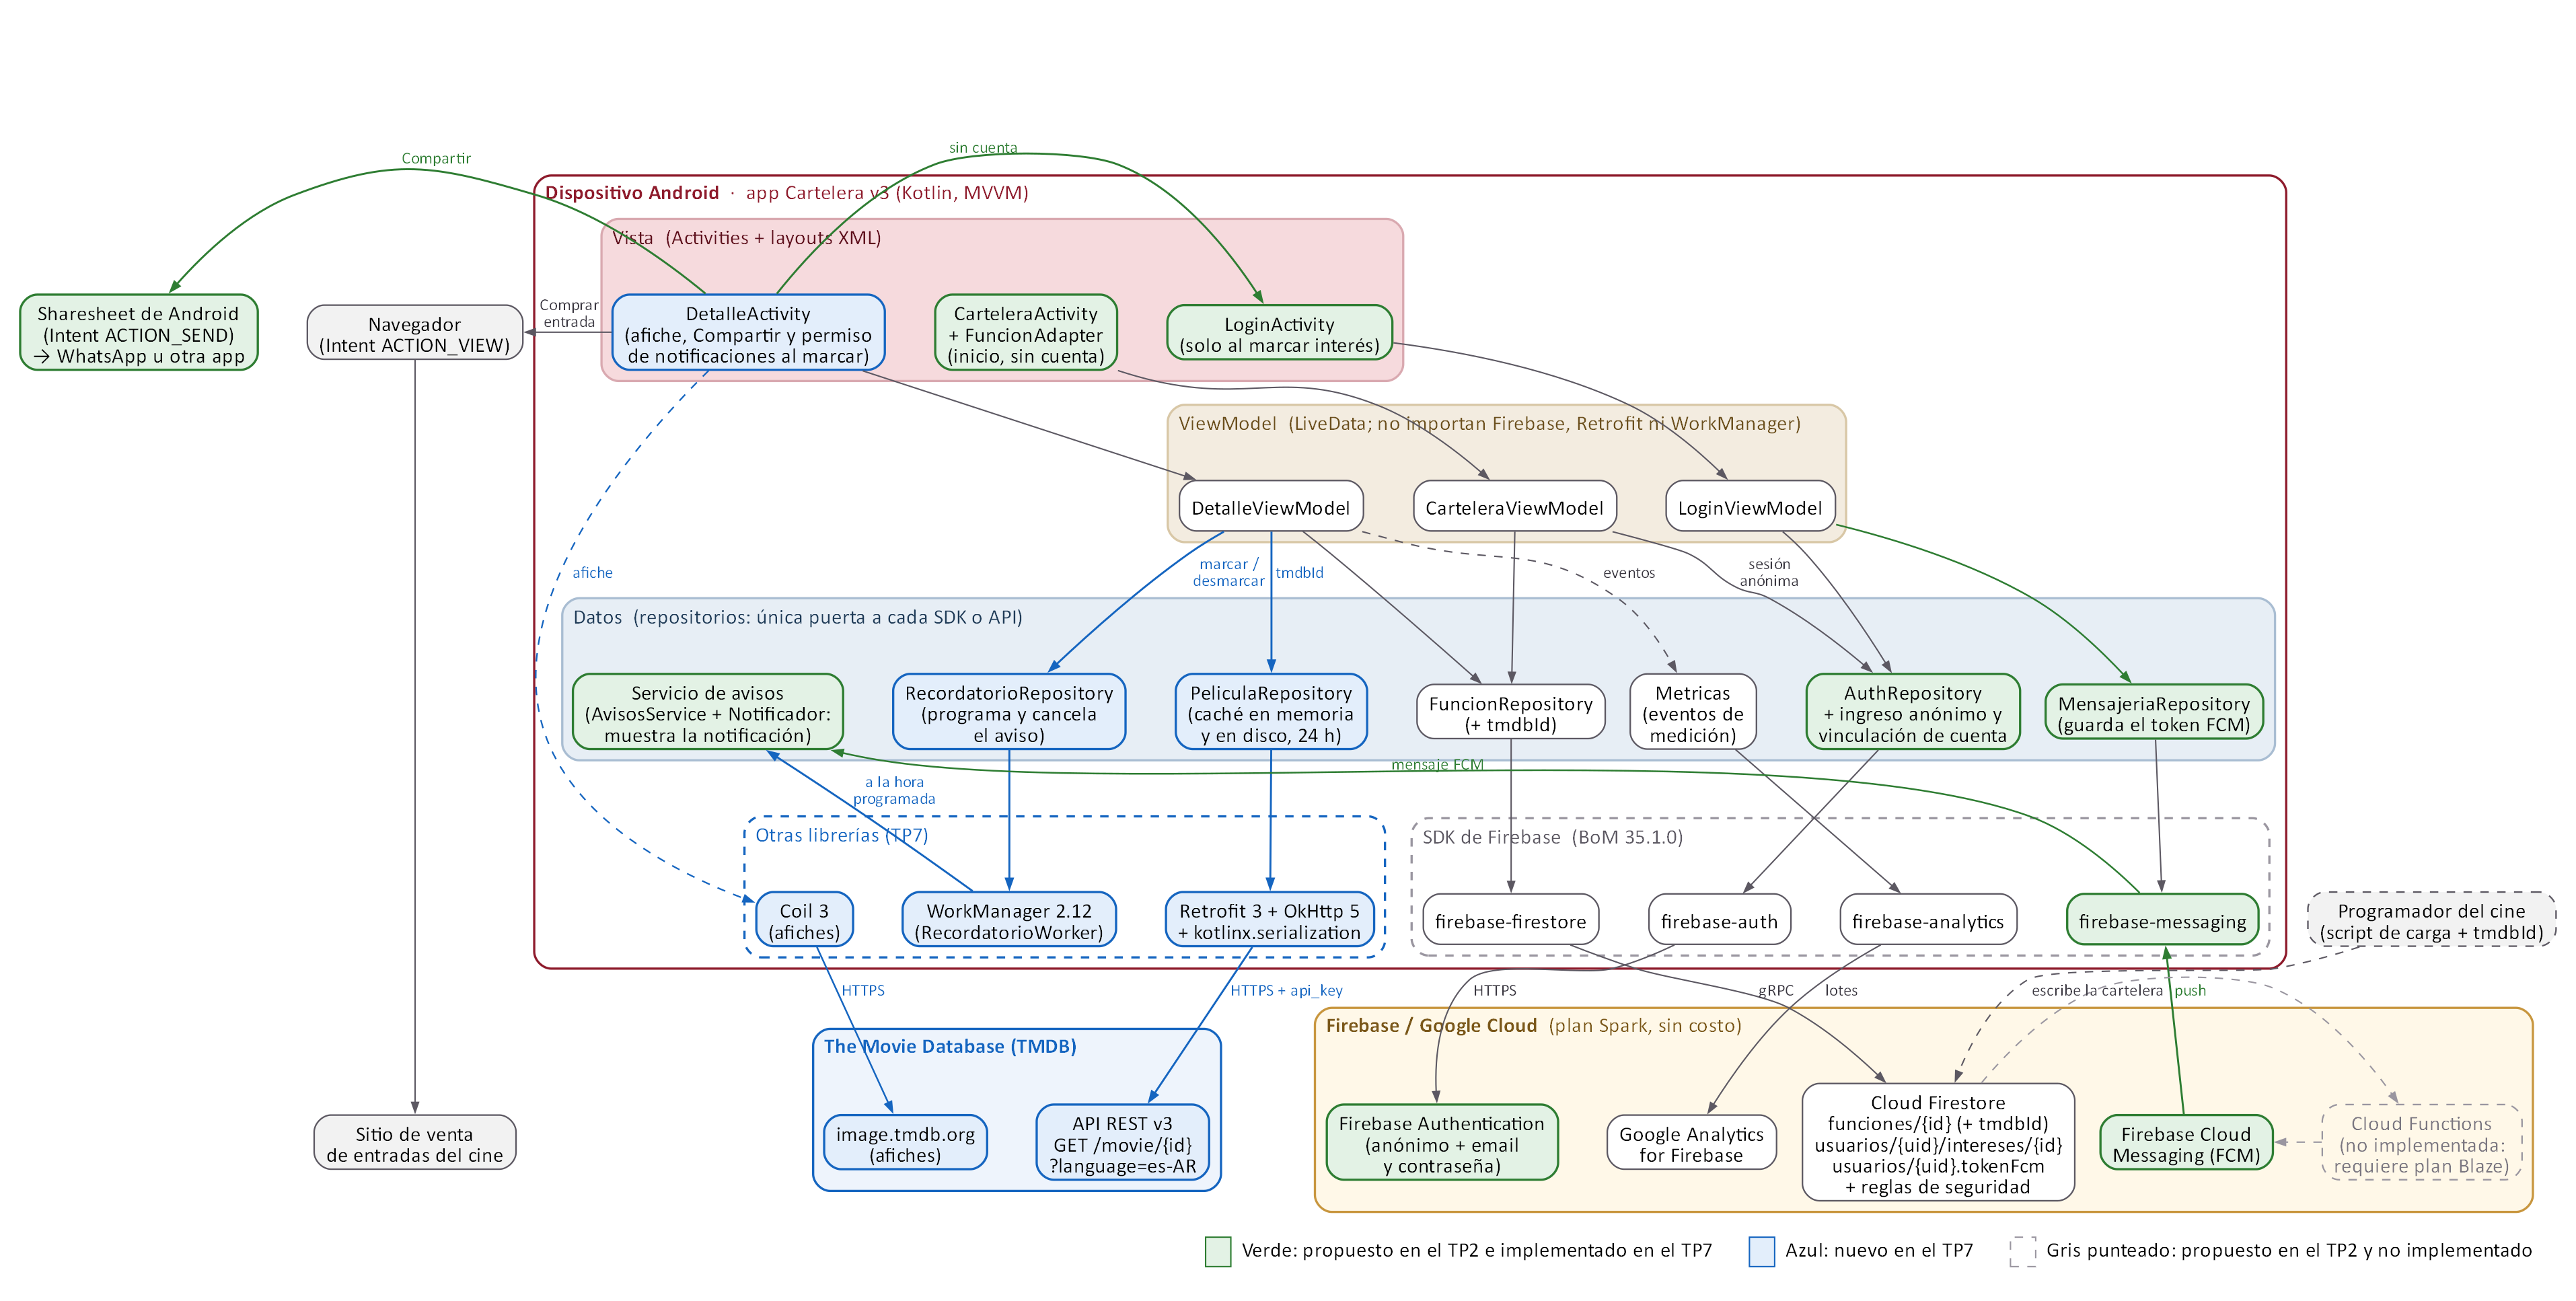 sin cuenta
Compartir
Dispositivo Android · app Cartelera v3 (Kotlin, MVVM)
Vista (Activities + layouts XML)
Sharesheet de Android
(Intent ACTION_SEND)
→ WhatsApp u otra app
Navegador
(Intent ACTION_VIEW)
Comprar
entrada
DetalleActivity
(afiche, Compartir y permiso
de notificaciones al marcar)
CarteleraActivity
+ FuncionAdapter
(inicio, sin cuenta)
LoginActivity
(solo al marcar interés)
ViewModel (LiveData; no importan Firebase, Retrofit ni WorkManager)
DetalleViewModel
CarteleraViewModel
LoginViewModel
afiche
marcar /
desmarcar
tmdbId
eventos
sesión
anónima
Datos (repositorios: única puerta a cada SDK o API)
Servicio de avisos
(AvisosService + Notificador:
muestra la notificación)
RecordatorioRepository
(programa y cancela
el aviso)
PeliculaRepository
(caché en memoria
y en disco, 24 h)
FuncionRepository
(+ tmdbId)
Metricas
(eventos de
medición)
AuthRepository
+ ingreso anónimo y
vinculación de cuenta
MensajeriaRepository
(guarda el token FCM)
mensaje FCM
a la hora
programada
Otras librerías (TP7)
SDK de Firebase (BoM 35.1.0)
Coil 3
(afiches)
WorkManager 2.12
(RecordatorioWorker)
Retrofit 3 + OkHttp 5
+ kotlinx.serialization
firebase-firestore
firebase-auth
firebase-analytics
firebase-messaging
Programador del cine
(script de carga + tmdbId)
HTTPS
HTTPS + api_key
HTTPS
gRPC
lotes
escribe la cartelera
push
The Movie Database (TMDB)
Firebase / Google Cloud (plan Spark, sin costo)
Sitio de venta
de entradas del cine
image.tmdb.org
(afiches)
API REST v3
GET /movie/{id}
?language=es-AR
Firebase Authentication
(anónimo + email
y contraseña)
Google Analytics
for Firebase
Cloud Firestore
funciones/{id} (+ tmdbId)
usuarios/{uid}/intereses/{id}
usuarios/{uid}.tokenFcm
+ reglas de seguridad
Firebase Cloud
Messaging (FCM)
Cloud Functions
(no implementada:
requiere plan Blaze)
Verde: propuesto en el TP2 e implementado en el TP7
Azul: nuevo en el TP7
Gris punteado: propuesto en el TP2 y no implementado